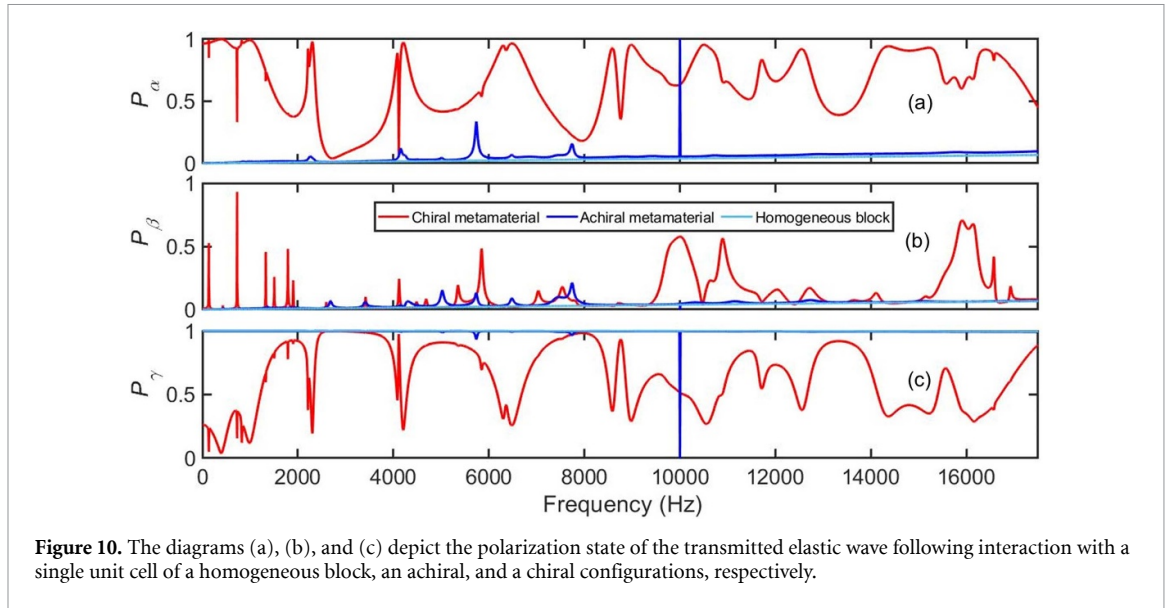 1
P α
0.5
(a)
0
1
P β
Chiral metamaterial Achiral metamaterial Homogeneous block
0.5
(b)
0
1
P γ
0.5
(c)
0
0 2000 4000 6000 8000 10000 12000 14000 16000
Frequency (Hz)
Figure 10. The diagrams (a), (b), and (c) depict the polarization state of the transmitted elastic wave following interaction with a
single unit cell of a homogeneous block, an achiral, and a chiral configurations, respectively.